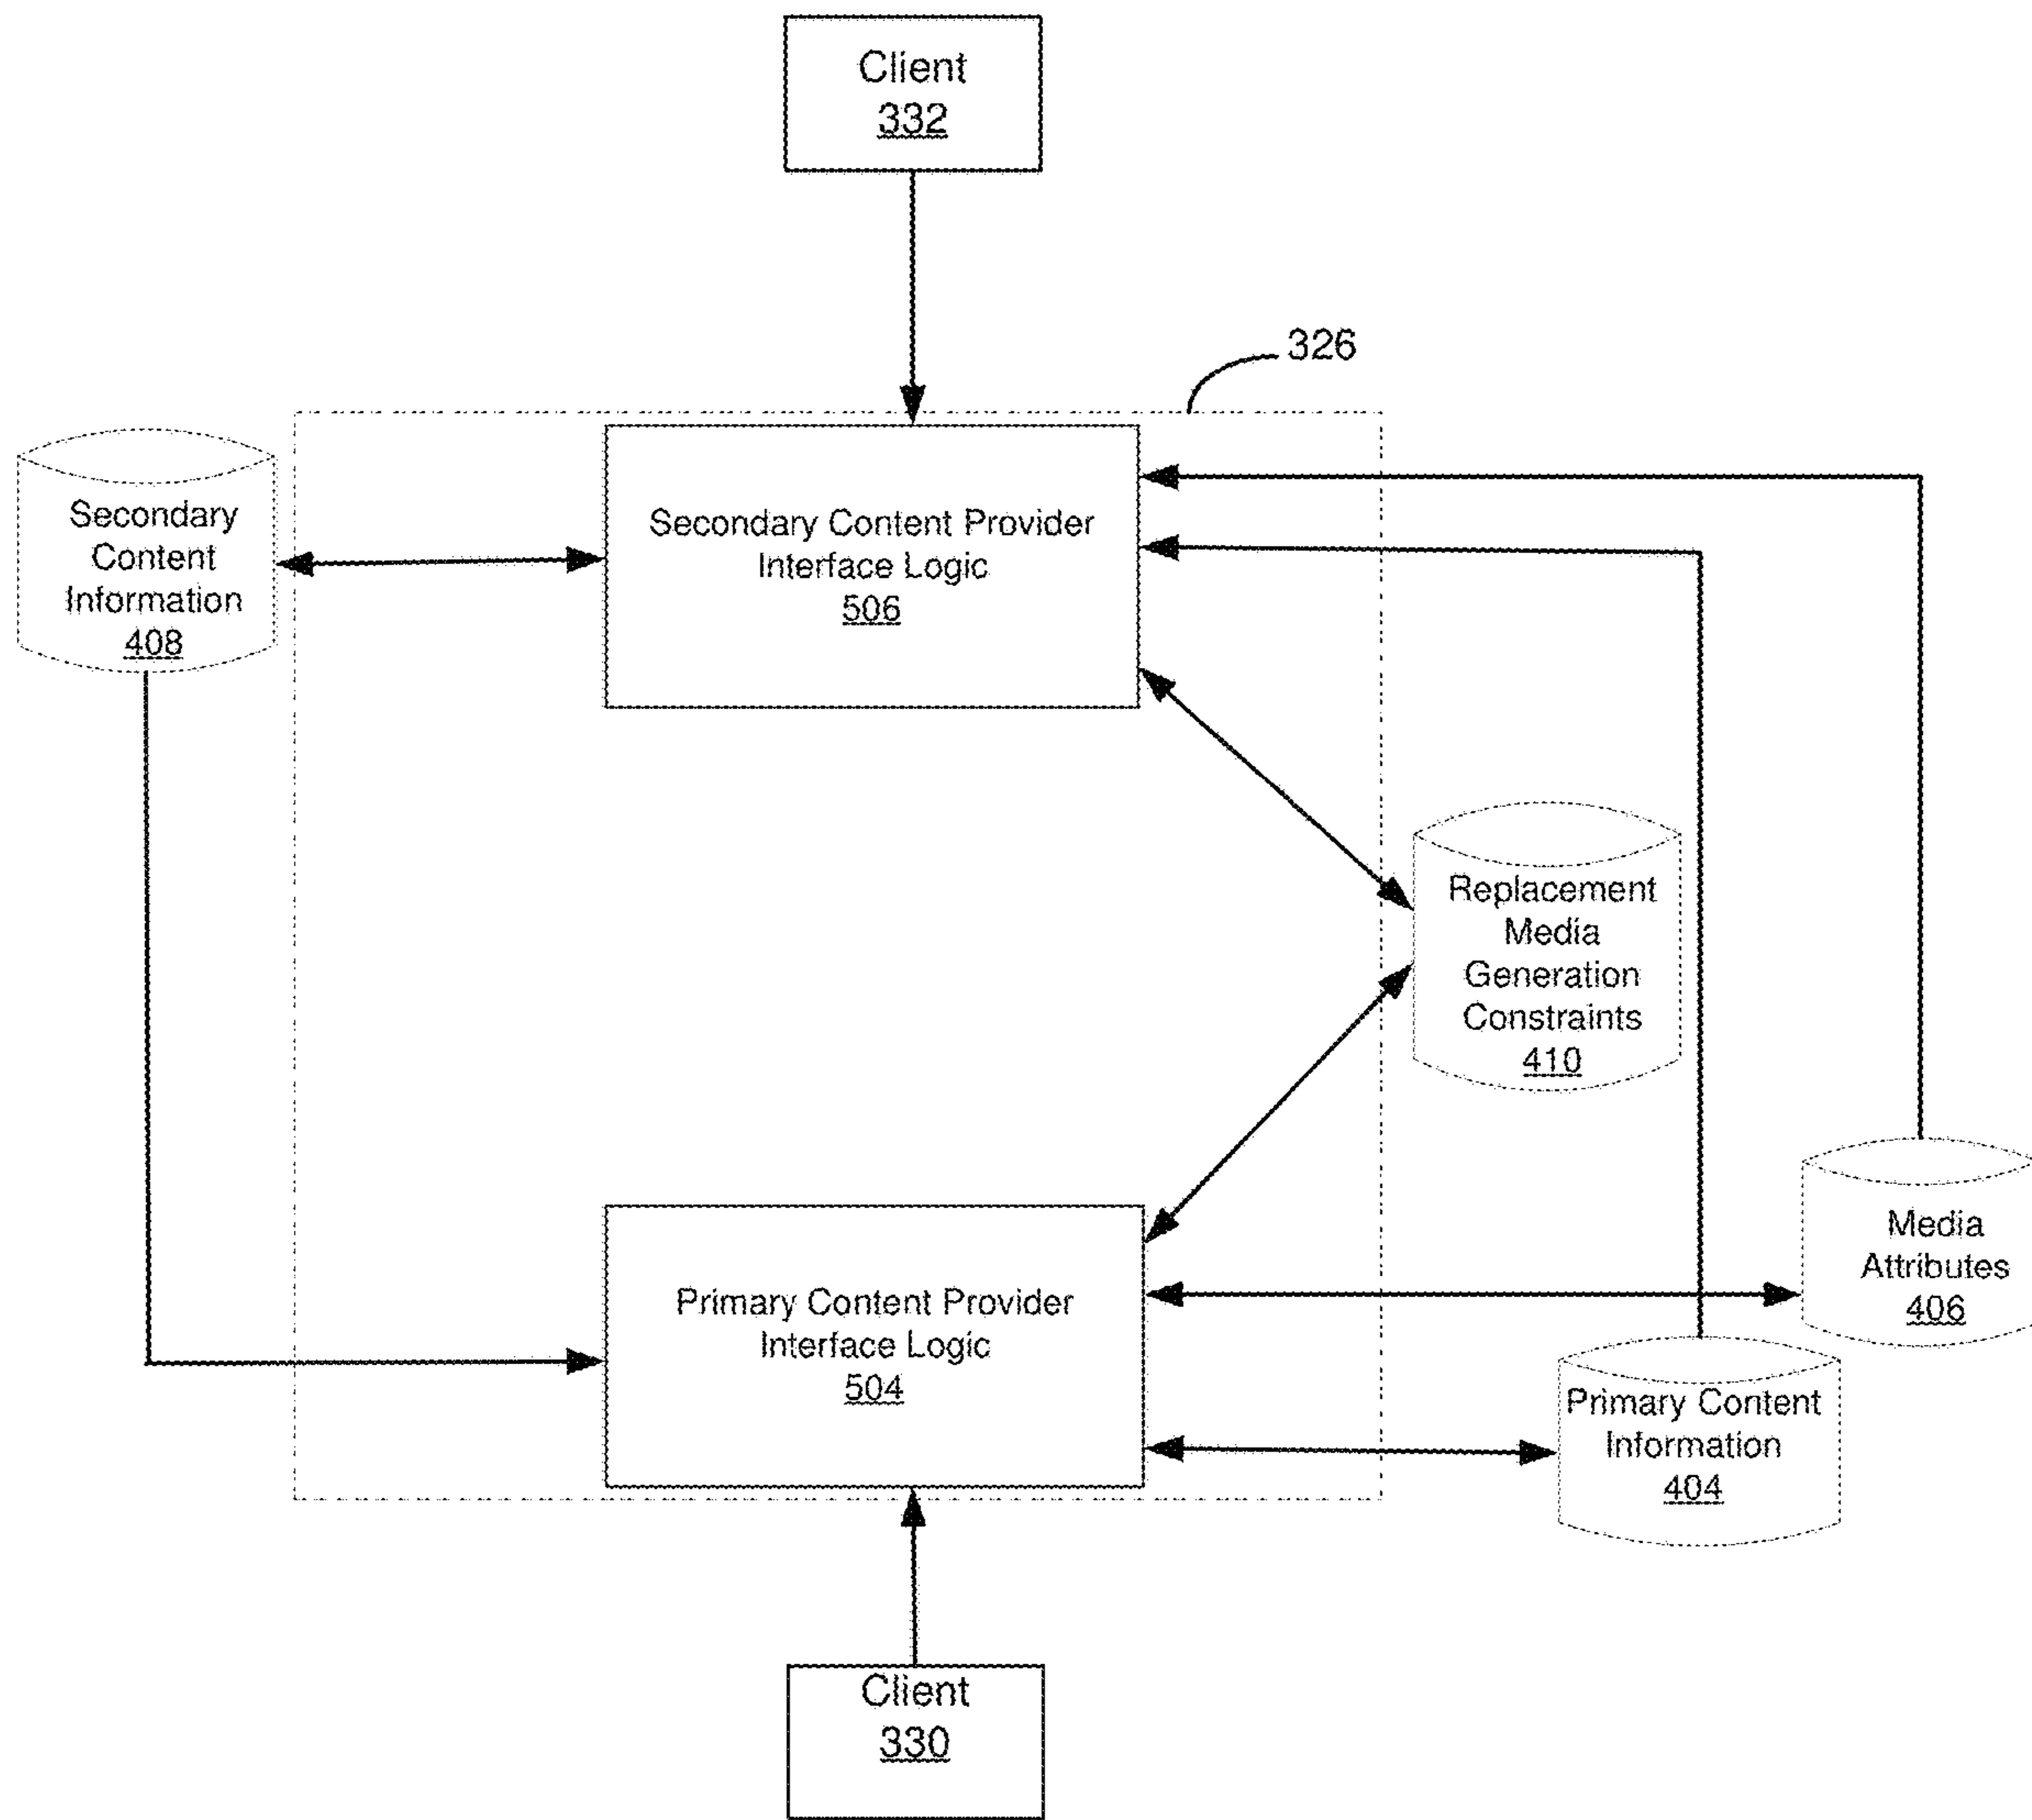 Client
332
326
Secondary
Content
Information
408
Secondary Content Provider
Interface Logic
506
Replacement
Media
Generation
Constraints
410
Media
Attributes
406
Primary Content Provider
Interface Logic
504
Primary Content
Information
404
Client
330